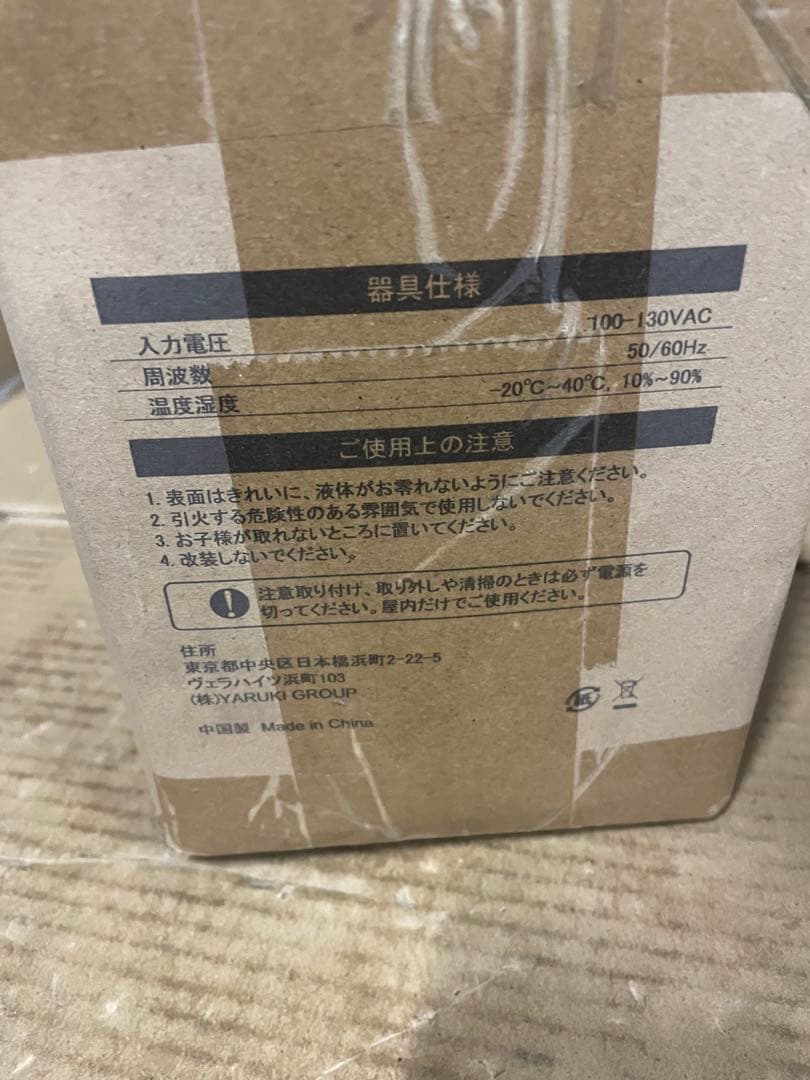 器具仕様
入力電圧 100-130VAC
周波数 50/60Hz
温度湿度 -20℃~40℃, 10%~90%
ご使用上の注意
1. 表面はきれいに、液体がお零れないようにご注意ください。
2. 引火する危険性のある雰囲気で使用しないでください。
3. お子様が取れないところに置いてください。
4. 改装しないでください。
注意取り付け、取り外しや清掃のときは必ず電源を
切ってください。屋内だけでご使用ください。
住所
東京都中央区日本橋浜町2-22-5
ヴェラハイツ浜町103
(株)YARUKI GROUP
中国製 Made in China
紙